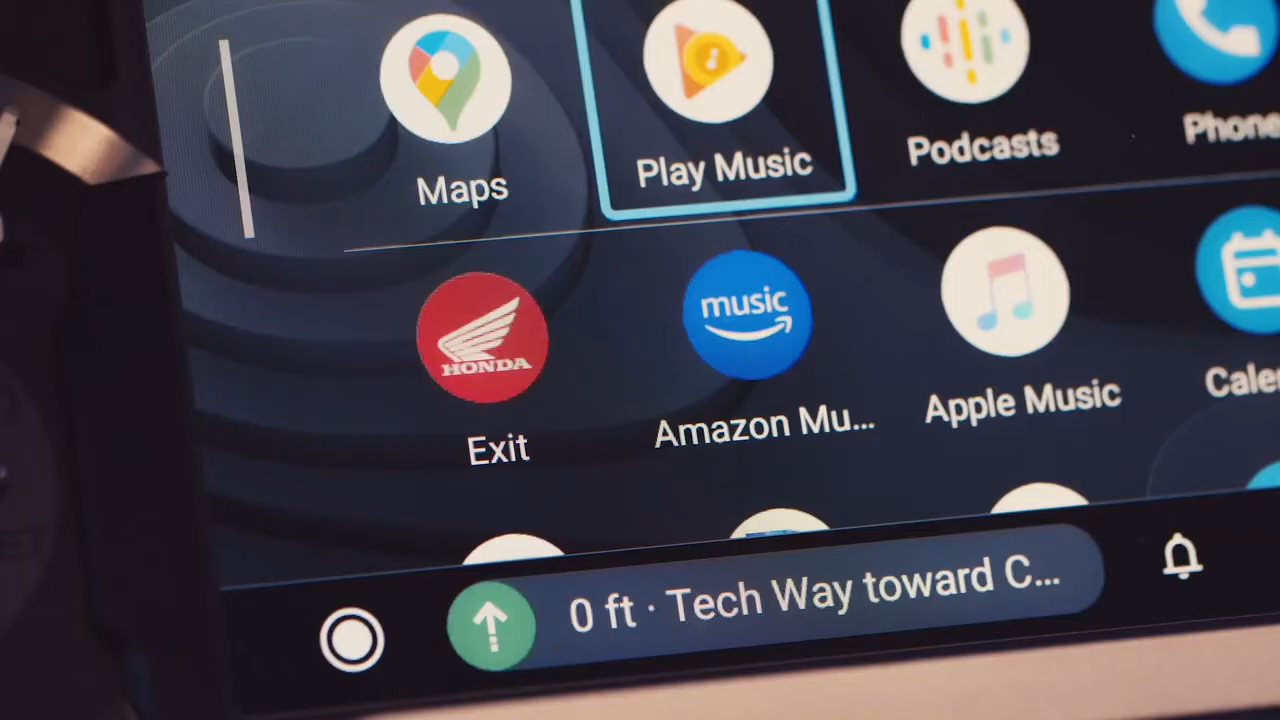 Maps
Play Music
Podcasts
Phone
HONDA
Exit
music
Amazon Mu...
Apple Music
0 ft · Tech Way toward C...